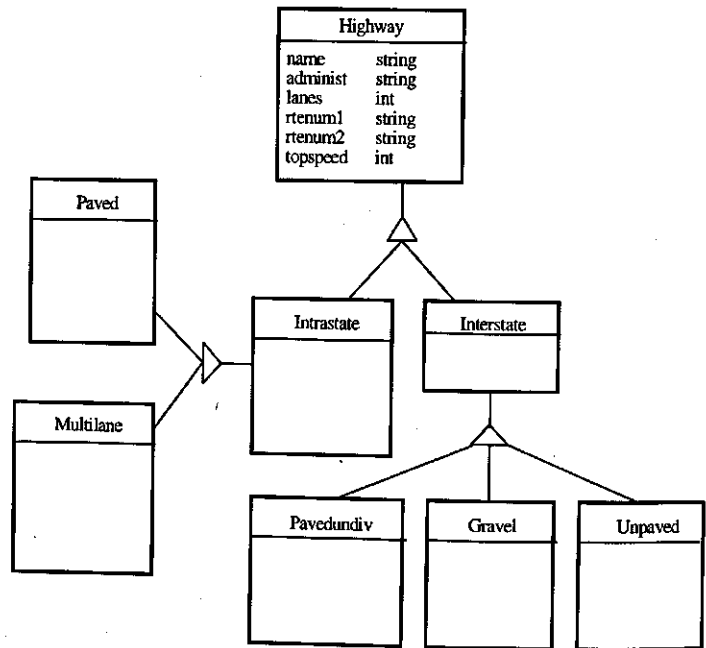 Highway
name string
administ string
lanes int
rtenum1 string
rtenum2 string
topspeed int
Paved
Intrastate
Interstate
Multilane
Pavedundiv
Gravel
Unpaved